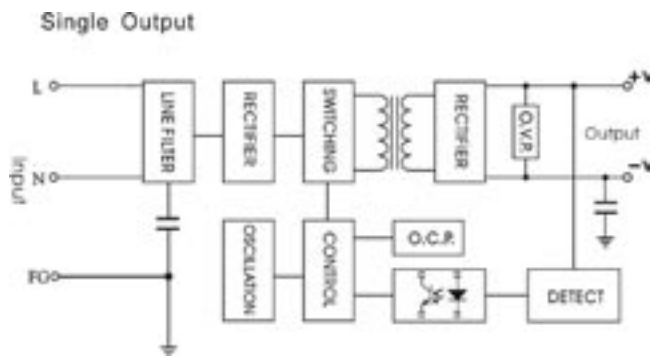 Single Output
L
LINE FILTER
RECTIFIER
SWITCHING
RECTIFIER
O.V.P.
+V
Output
-V
Input
N
FG
OSCILLATION
CONTROL
O.C.P.
DETECT